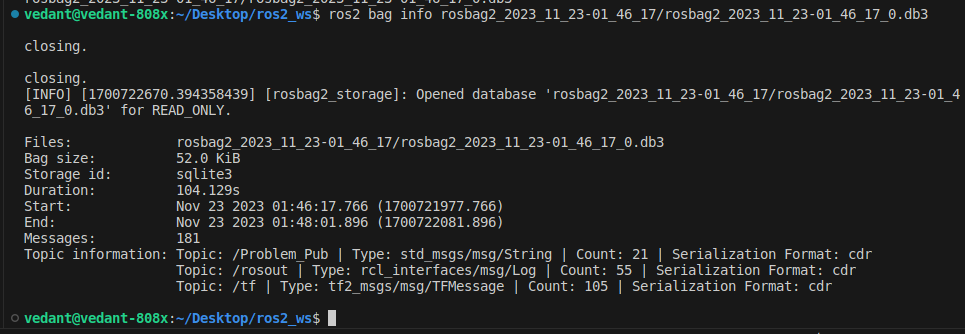 vedant@vedant-808x:~/Desktop/ros2_ws$ ros2 bag info rosbag2_2023_11_23-01_46_17/rosbag2_2023_11_23-01_46_17_0.db3
closing.
closing.
[INFO] [1700722670.394358439] [rosbag2_storage]: Opened database 'rosbag2_2023_11_23-01_46_17/rosbag2_2023_11_23-01_4
6_17_0.db3' for READ_ONLY.
Files:             rosbag2_2023_11_23-01_46_17/rosbag2_2023_11_23-01_46_17_0.db3
Bag size:          52.0 KiB
Storage id:        sqlite3
Duration:          104.129s
Start:             Nov 23 2023 01:46:17.766 (1700721977.766)
End:               Nov 23 2023 01:48:01.896 (1700722081.896)
Messages:          181
Topic information: Topic: /Problem_Pub | Type: std_msgs/msg/String | Count: 21 | Serialization Format: cdr
                   Topic: /rosout | Type: rcl_interfaces/msg/Log | Count: 55 | Serialization Format: cdr
                   Topic: /tf | Type: tf2_msgs/msg/TFMessage | Count: 105 | Serialization Format: cdr
vedant@vedant-808x:~/Desktop/ros2_ws$